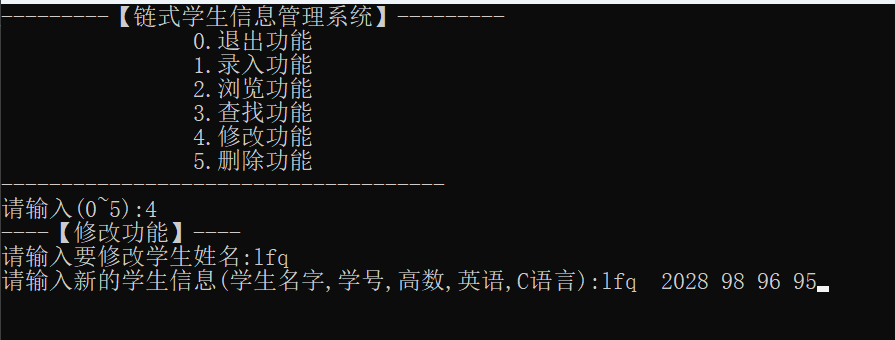 ---------【链式学生信息管理系统】---------
0.退出功能
1.录入功能
2.浏览功能
3.查找功能
4.修改功能
5.删除功能
-------------------------------------
请输入(0~5):4
----【修改功能】----
请输入要修改学生姓名:lfq
请输入新的学生信息(学生名字,学号,高数,英语,C语言):lfq  2028 98 96 95